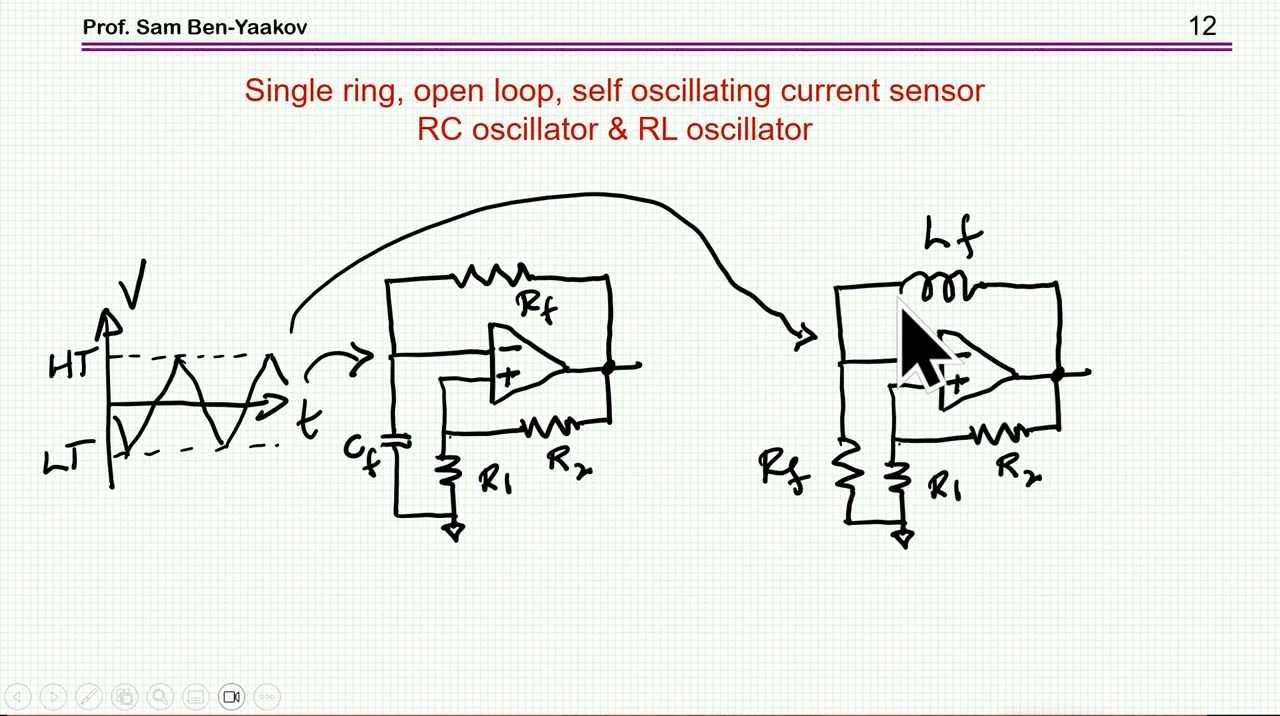 Prof. Sam Ben-Yaakov
12
Single ring, open loop, self oscillating current sensor
RC oscillator & RL oscillator
V
HT
LT
t
Rf
-
+
Cf
R1
R2
Lf
-
+
Rf
R1
R2